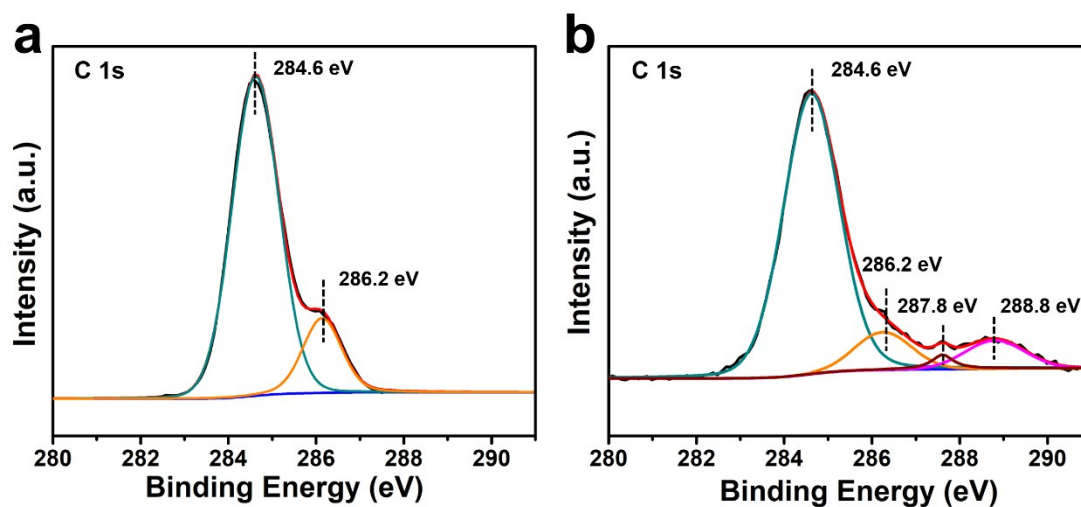 a
C 1s
284.6 eV
286.2 eV
Intensity (a.u.)
280 282 284 286 288 290
Binding Energy (eV)
b
C 1s
284.6 eV
286.2 eV
287.8 eV
288.8 eV
Intensity (a.u.)
280 282 284 286 288 290
Binding Energy (eV)